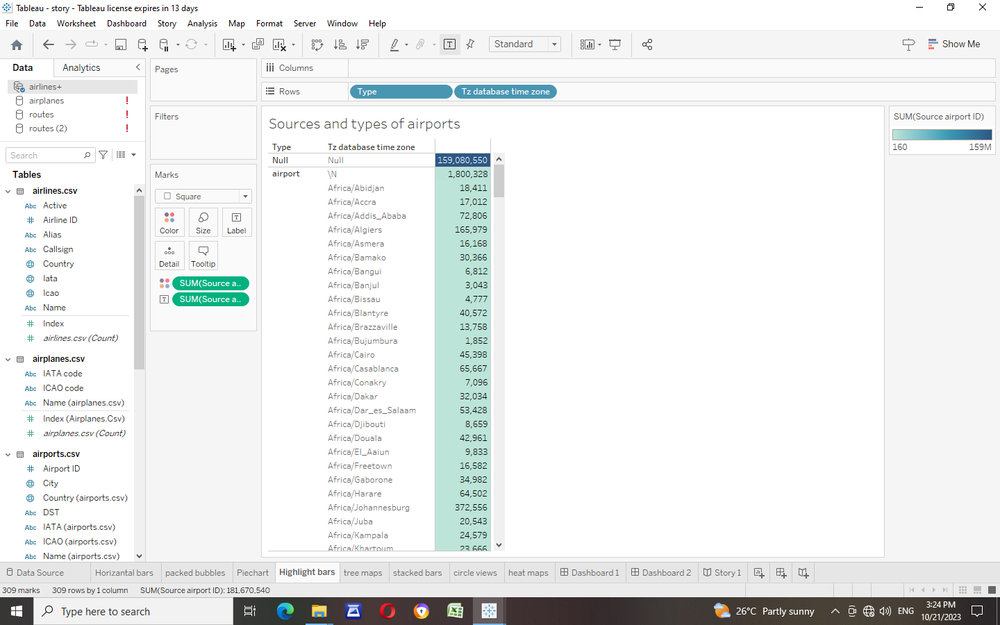 Tableau - story - Tableau license expires in 13 days
File Data Worksheet Dashboard Story Analysis Map Format Server Window Help
Standard
Show Me
Data Analytics
airlines+
airplanes
routes
routes (2)
Search
Tables
airlines.csv
Abc Active
Airline ID
Abc Alias
Abc Callsign
Country
Iata
Icao
Abc Name
Index
airlines.csv (Count)
airplanes.csv
Abc IATA code
Abc ICAO code
Abc Name (airplanes.csv)
Index (Airplanes.Csv)
airplanes.csv (Count)
airports.csv
Airport ID
City
Country (airports.csv)
Abc DST
Abc IATA (airports.csv)
Abc ICAO (airports.csv)
Abc Name (airports.csv)
Pages
Filters
Marks
Square
Color Size Label
Detail Tooltip
SUM(Source a..
SUM(Source a..
Columns
Rows Type Tz database time zone
Sources and types of airports
Type Tz database time zone
Null Null 159,080,550
airport \N 1,800,328
Africa/Abidjan 18,411
Africa/Accra 17,012
Africa/Addis_Ababa 72,806
Africa/Algiers 165,979
Africa/Asmera 16,168
Africa/Bamako 30,366
Africa/Bangui 6,812
Africa/Banjul 3,043
Africa/Bissau 4,777
Africa/Blantyre 40,572
Africa/Brazzaville 13,758
Africa/Bujumbura 1,852
Africa/Cairo 45,398
Africa/Casablanca 65,667
Africa/Conakry 7,096
Africa/Dakar 32,034
Africa/Dar_es_Salaam 53,428
Africa/Djibouti 8,659
Africa/Douala 42,961
Africa/El_Aaiun 9,833
Africa/Freetown 16,582
Africa/Gaborone 34,982
Africa/Harare 64,502
Africa/Johannesburg 372,556
Africa/Juba 20,543
Africa/Kampala 24,579
Africa/Khartoum 23,666
SUM(Source airport ID)
160 159M
Data Source Horizantal bars packed bubbles Piechart Highlight bars tree maps stacked bars circle views heat maps Dashboard 1 Dashboard 2 Story 1
309 marks 309 rows by 1 column SUM(Source airport ID): 181,670,540
Type here to search
26°C Partly sunny
ENG
3:24 PM
10/21/2023